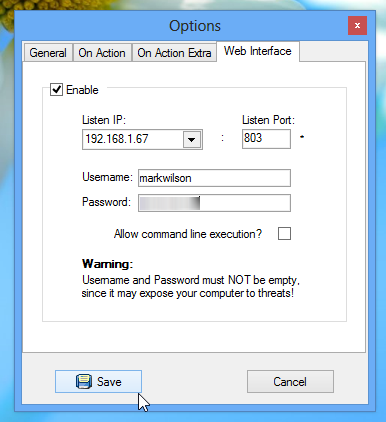 Options
x
General On Action On Action Extra Web Interface
Enable
Listen IP: Listen Port:
192.168.1.67 : 803 *
Username: markwilson
Password:
Allow command line execution?
Warning:
Username and Password must NOT be empty,
since it may expose your computer to threats!
Save Cancel